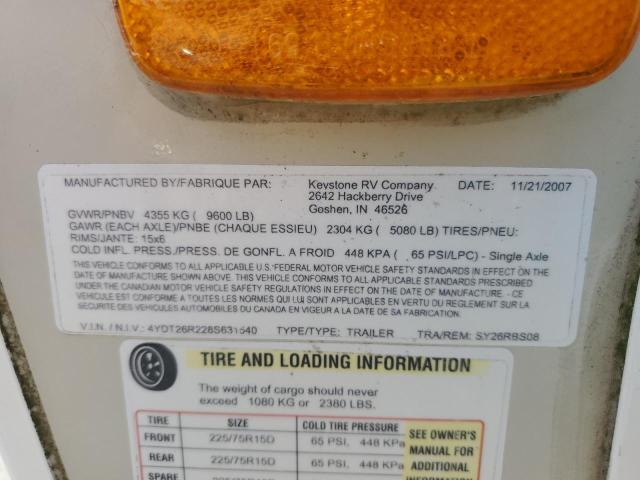 MANUFACTURED BY/FABRIQUE PAR: Keystone RV Company DATE: 11/21/2007
2642 Hackberry Drive
GVWR/PNBV 4355 KG ( 9600 LB) Goshen, IN 46526
GAWR (EACH AXLE)/PNBE (CHAQUE ESSIEU) 2304 KG ( 5080 LB) TIRES/PNEU:
RIMS/JANTE: 15x6
COLD INFL. PRESS./PRESS. DE GONFL. A FROID 448 KPA ( 65 PSI/LPC) - Single Axle
THIS VEHICLE CONFORMS TO ALL APPLICABLE U.S. FEDERAL MOTOR VEHICLE SAFETY STANDARDS IN EFFECT ON THE
DATE OF MANUFACTURE SHOWN ABOVE. THIS VEHICLE CONFORMS TO ALL APPLICABLE STANDARDS PRESCRIBED
UNDER THE CANADIAN MOTOR VEHICLE SAFETY REGULATIONS IN EFFECT ON THE DATE OF MANUFACTURE - CE
VEHICULE EST CONFORME A TOUTES LES NORMES QUI LUI SONT APPLICABLES EN VERTU DU REGLEMENT SUR LA
SECURITE DES VEHICULES AUTOMOBILES DU CANADA EN VIGUEUR A LA DATE DE SA FABRICATION.
V.I.N. / N.I.V.: 4YDT26R228S631540 TYPE/TYPE: TRAILER TRA/REM: SY26RBS08
TIRE AND LOADING INFORMATION
The weight of cargo should never
exceed 1080 KG or 2380 LBS.
TIRE SIZE COLD TIRE PRESSURE SEE OWNER'S
FRONT 225/75R15D 65 PSI, 448 KPa MANUAL FOR
REAR 225/75R15D 65 PSI, 448 KPa ADDITIONAL
SPARE INFORMATION